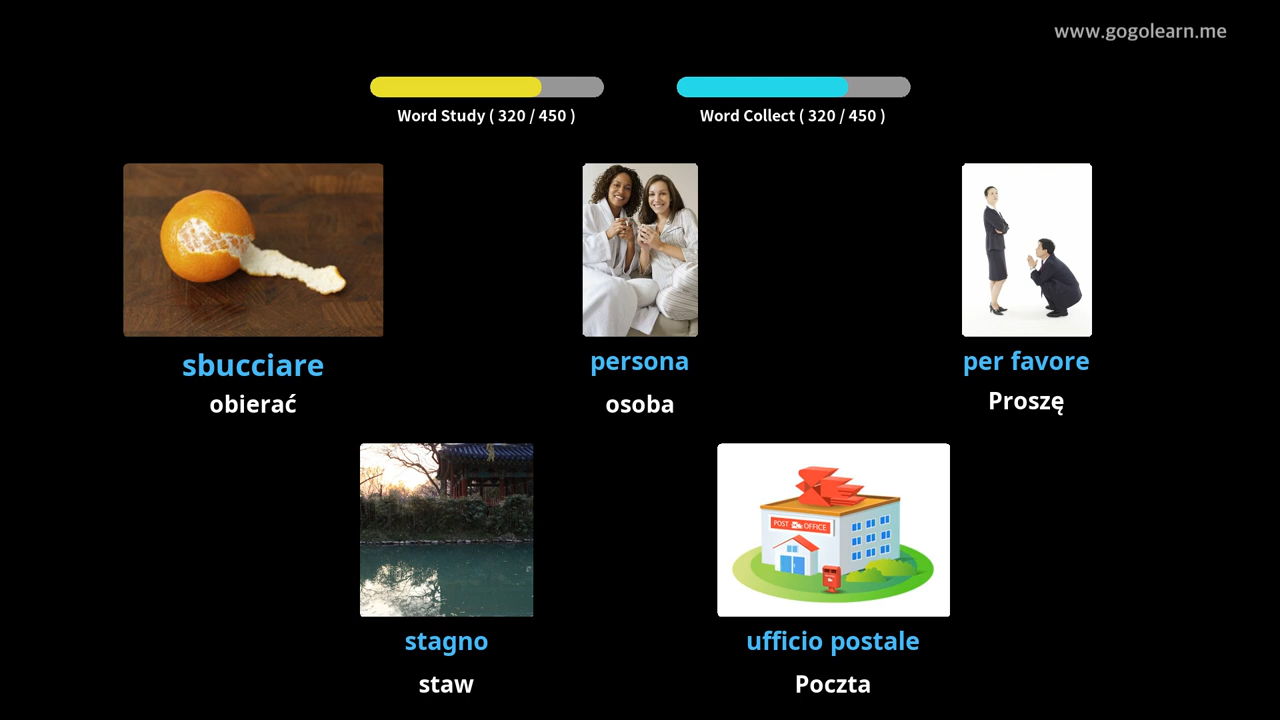 www.gogolearn.me
Word Study ( 320 / 450 )
Word Collect ( 320 / 450 )
sbucciare
obierać
persona
osoba
per favore
Proszę
POST OFFICE
stagno
staw
ufficio postale
Poczta